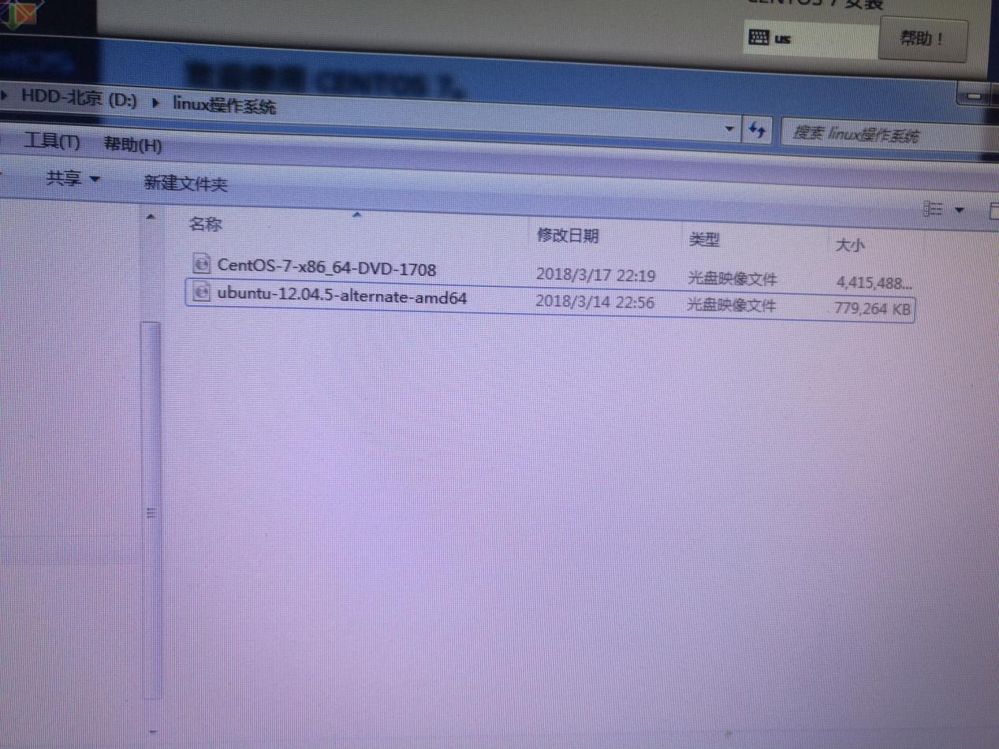 CENTOS 7 安装
us
帮助！
欢迎使用 CENTOS 7。
HDD-北京 (D:) linux操作系统
搜索 linux操作系统
工具(T) 帮助(H)
共享 新建文件夹
名称 修改日期 类型 大小
CentOS-7-x86_64-DVD-1708 2018/3/17 22:19 光盘映像文件 4,415,488...
ubuntu-12.04.5-alternate-amd64 2018/3/14 22:56 光盘映像文件 779,264 KB